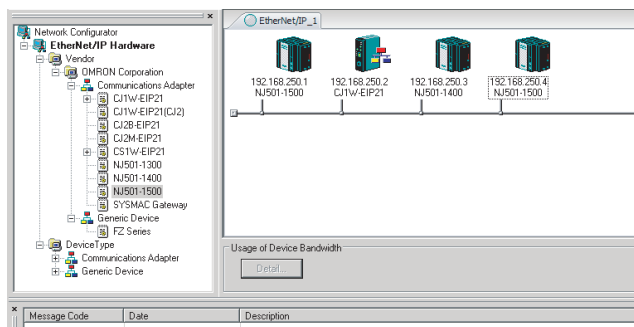 Network Configurator
EtherNet/IP Hardware
Vendor
OMRON Corporation
Communications Adapter
CJ1W-EIP21
CJ1W-EIP21(CJ2)
CJ2B-EIP21
CJ2M-EIP21
CS1W-EIP21
NJ501-1300
NJ501-1400
NJ501-1500
SYSMAC Gateway
Generic Device
FZ Series
DeviceType
Communications Adapter
Generic Device
EtherNet/IP_1
192.168.250.1
NJ501-1500
192.168.250.2
CJ1W-EIP21
192.168.250.3
NJ501-1400
192.168.250.4
NJ501-1500
Usage of Device Bandwidth
Detail...
Message Code Date Description